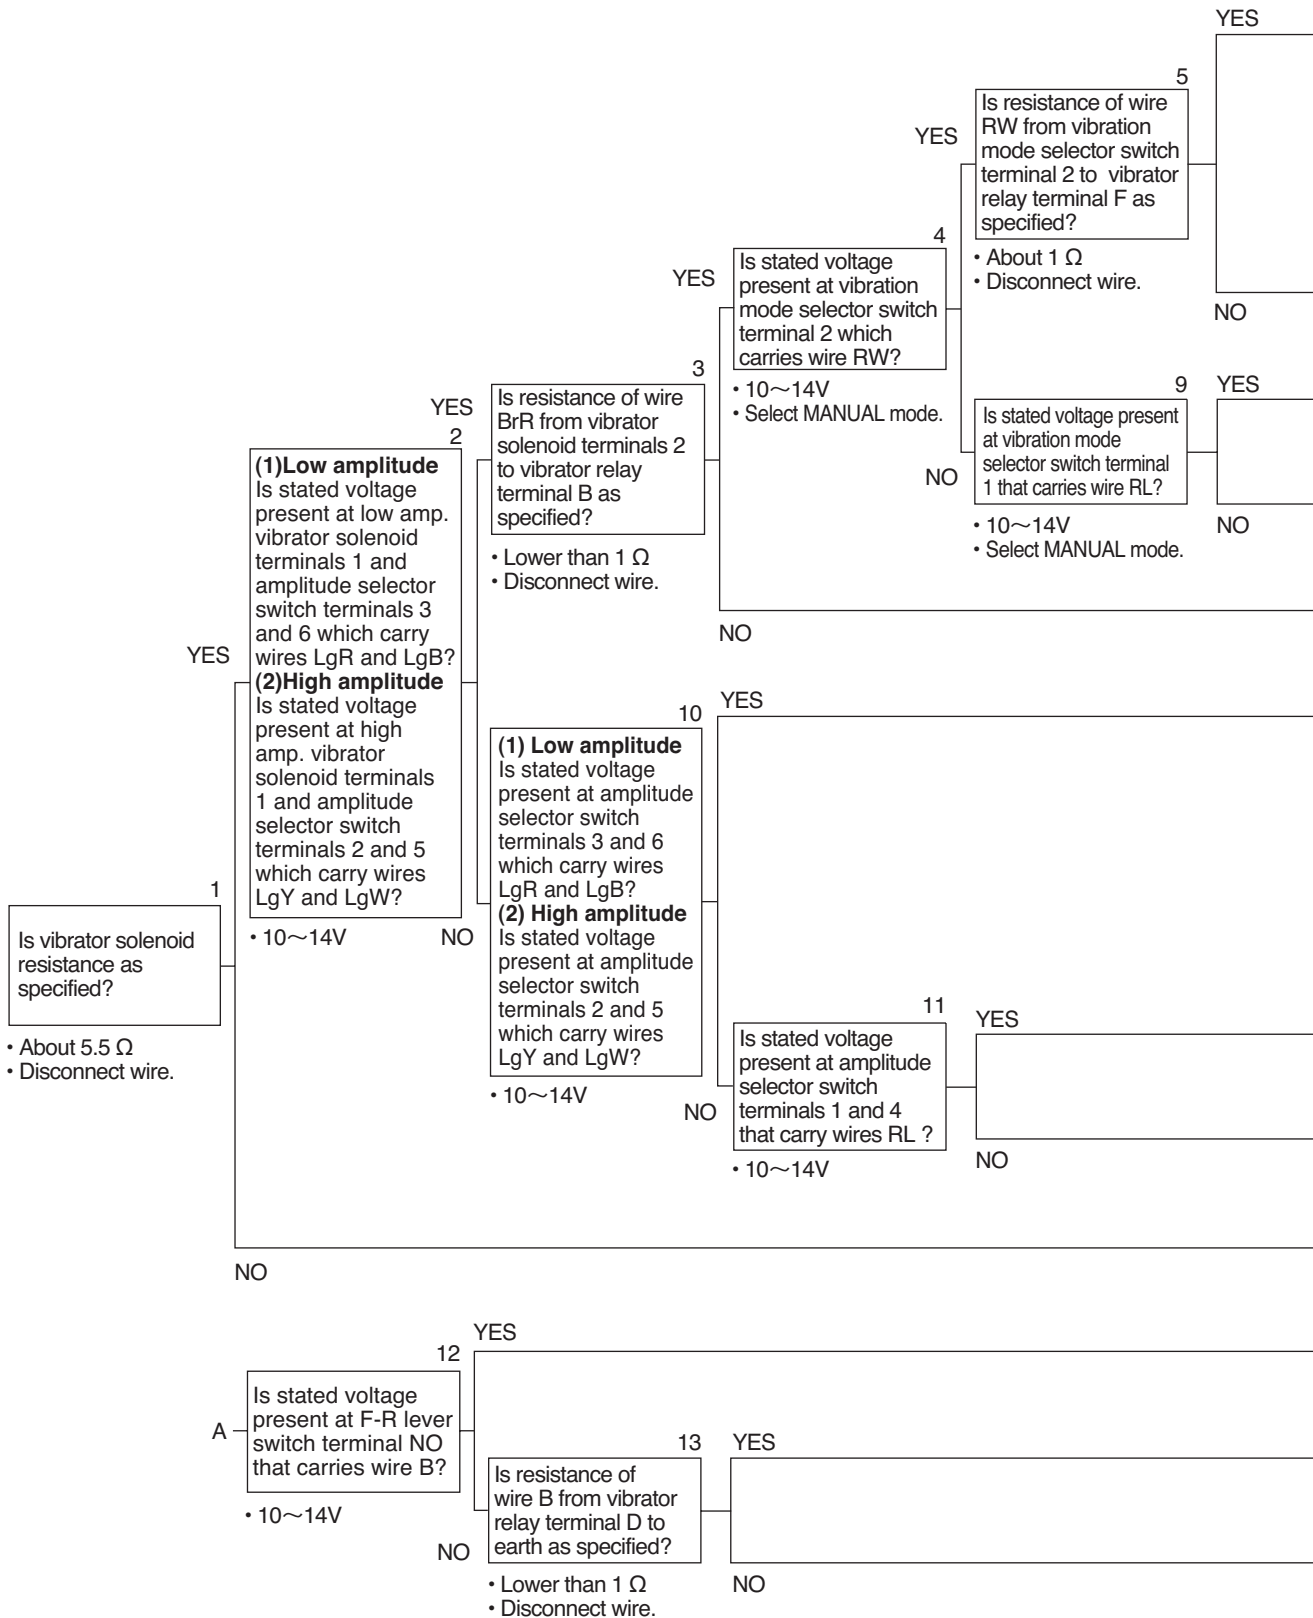 YES
5
Is resistance of wire
RW from vibration
mode selector switch
terminal 2 to vibrator
relay terminal F as
specified?
YES
• About 1 Ω
• Disconnect wire.
NO
4
Is stated voltage
present at vibration
mode selector switch
terminal 2 which
carries wire RW?
YES
• 10～14V
• Select MANUAL mode.
9
YES
Is stated voltage present
at vibration mode
selector switch terminal
1 that carries wire RL?
NO
• 10～14V
• Select MANUAL mode.
NO
3
Is resistance of wire
BrR from vibrator
solenoid terminals 2
to vibrator relay
terminal B as
specified?
YES
• Lower than 1 Ω
• Disconnect wire.
NO
2
(1)Low amplitude
Is stated voltage
present at low amp.
vibrator solenoid
terminals 1 and
amplitude selector
switch terminals 3
and 6 which carry
wires LgR and LgB?
(2)High amplitude
Is stated voltage
present at high
amp. vibrator
solenoid terminals
1 and amplitude
selector switch
terminals 2 and 5
which carry wires
LgY and LgW?
YES
• 10～14V
NO
10
YES
(1) Low amplitude
Is stated voltage
present at amplitude
selector switch
terminals 3 and 6
which carry wires
LgR and LgB?
(2) High amplitude
Is stated voltage
present at amplitude
selector switch
terminals 2 and 5
which carry wires
LgY and LgW?
• 10～14V
NO
11
YES
Is stated voltage
present at amplitude
selector switch
terminals 1 and 4
that carry wires RL ?
• 10～14V
NO
1
Is vibrator solenoid
resistance as
specified?
• About 5.5 Ω
• Disconnect wire.
NO
YES
12
A
Is stated voltage
present at F-R lever
switch terminal NO
that carries wire B?
• 10～14V
NO
13
YES
Is resistance of
wire B from vibrator
relay terminal D to
earth as specified?
• Lower than 1 Ω
• Disconnect wire.
NO